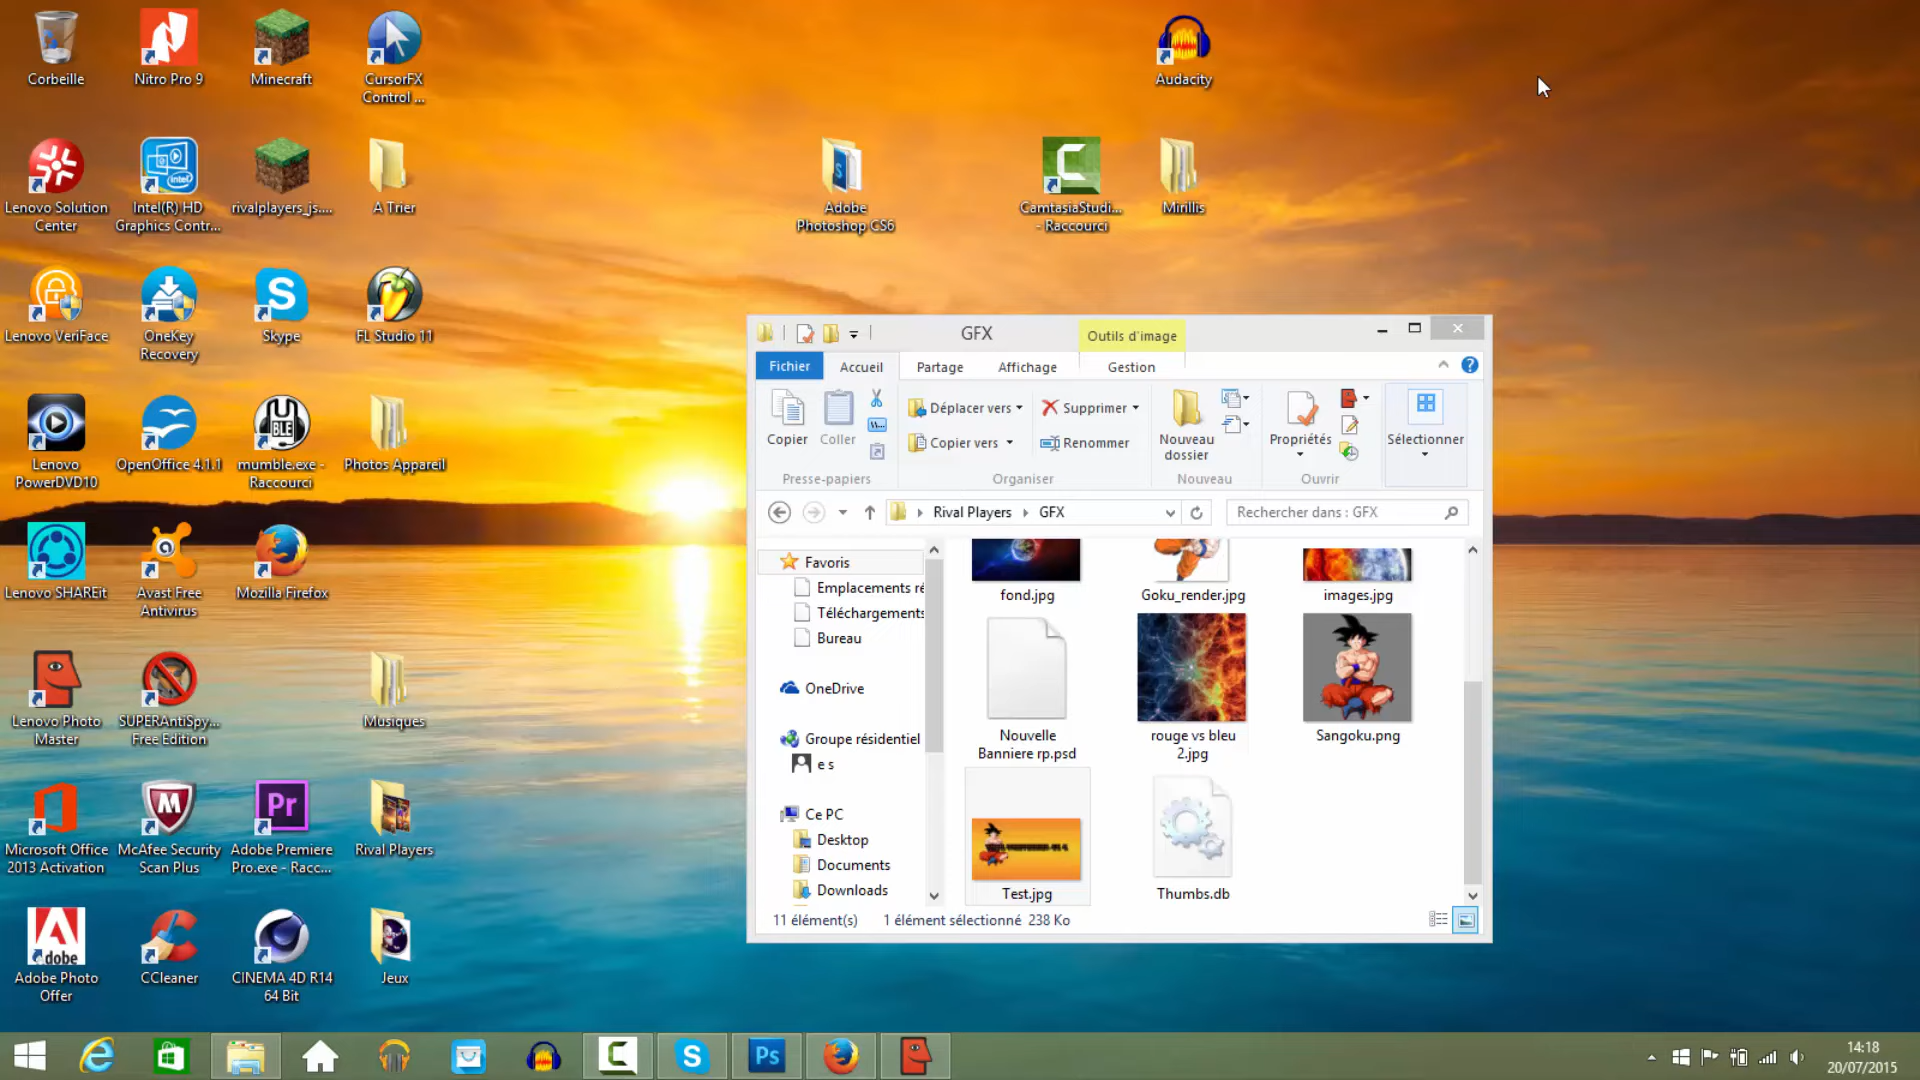 Corbeille
Nitro Pro 9
Minecraft
CursorFX
Control ...
Audacity
Lenovo Solution
Center
Intel(R) HD
Graphics Contr...
rivalplayers_js....
A Trier
Adobe
Photoshop CS6
CamtasiaStudi...
- Raccourci
Mirillis
Lenovo VeriFace
OneKey
Recovery
Skype
FL Studio 11
Lenovo
PowerDVD10
OpenOffice 4.1.1
mumble.exe -
Raccourci
Photos Appareil
Lenovo SHAREit
Avast Free
Antivirus
Mozilla Firefox
Lenovo Photo
Master
SUPERAntiSpy...
Free Edition
Musiques
Microsoft Office
2013 Activation
McAfee Security
Scan Plus
Adobe Premiere
Pro.exe - Racc...
Rival Players
Adobe Photo
Offer
CCleaner
CINEMA 4D R14
64 Bit
Jeux
GFX
Outils d'image
Fichier
Accueil
Partage
Affichage
Gestion
Copier
Coller
Déplacer vers
Copier vers
Supprimer
Renommer
Nouveau
dossier
Propriétés
Sélectionner
Presse-papiers
Organiser
Nouveau
Ouvrir
Rival Players
GFX
Rechercher dans : GFX
Favoris
Emplacements ré
Téléchargements
Bureau
OneDrive
Groupe résidentiel
e s
Ce PC
Desktop
Documents
Downloads
fond.jpg
Goku_render.jpg
images.jpg
Nouvelle
Banniere rp.psd
rouge vs bleu
2.jpg
Sangoku.png
Test.jpg
Thumbs.db
11 élément(s)
1 élément sélectionné 238 Ko
14:18
20/07/2015